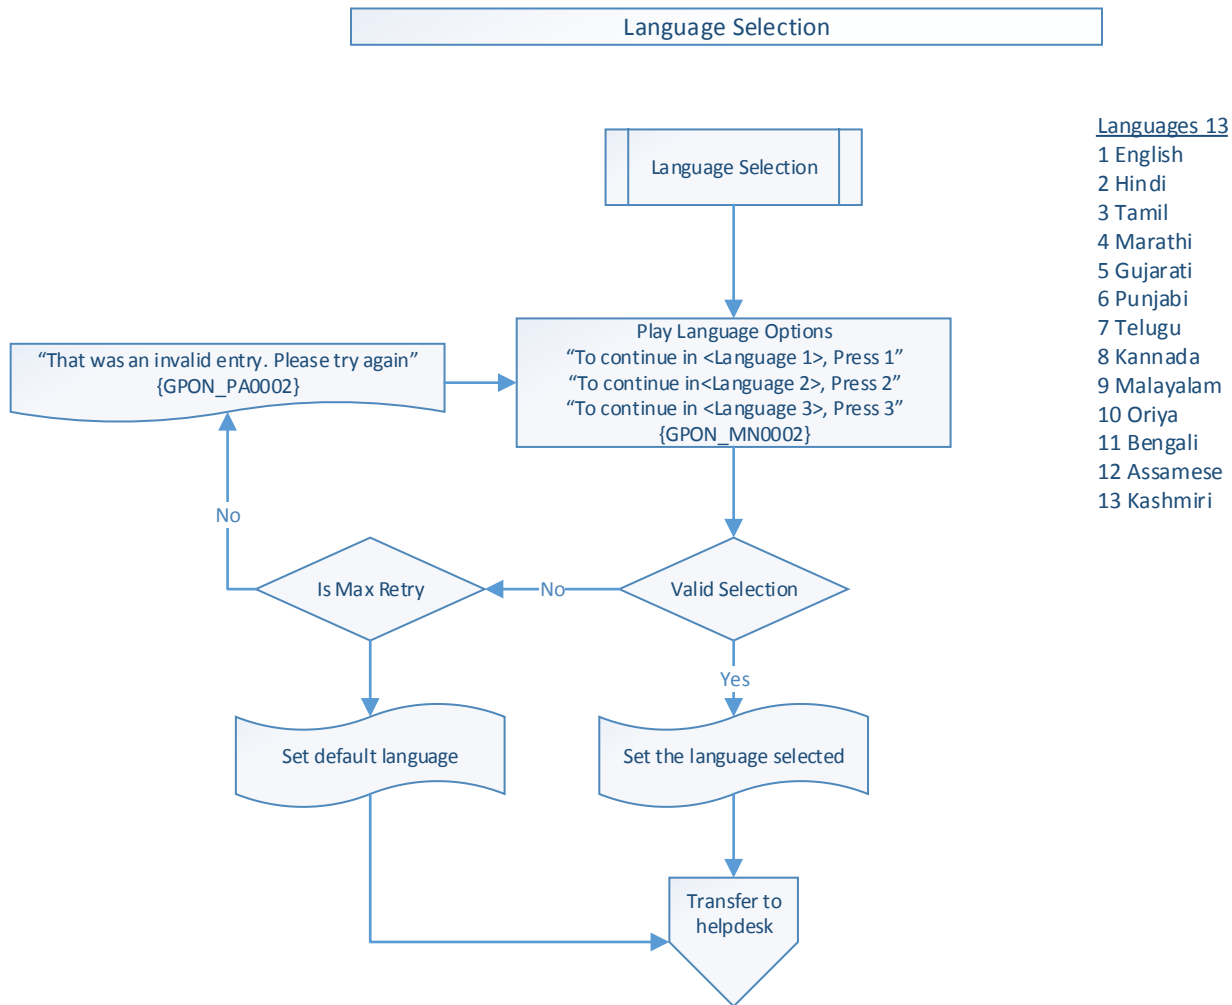 Language Selection
Language Selection
Languages 13
1 English
2 Hindi
3 Tamil
4 Marathi
5 Gujarati
6 Punjabi
7 Telugu
8 Kannada
9 Malayalam
10 Oriya
11 Bengali
12 Assamese
13 Kashmiri
Play Language Options
“To continue in <Language 1>, Press 1”
“To continue in<Language 2>, Press 2”
“To continue in <Language 3>, Press 3”
{GPON_MN0002}
“That was an invalid entry. Please try again”
{GPON_PA0002}
No
Is Max Retry
No
Valid Selection
Yes
Set default language
Set the language selected
Transfer to
helpdesk